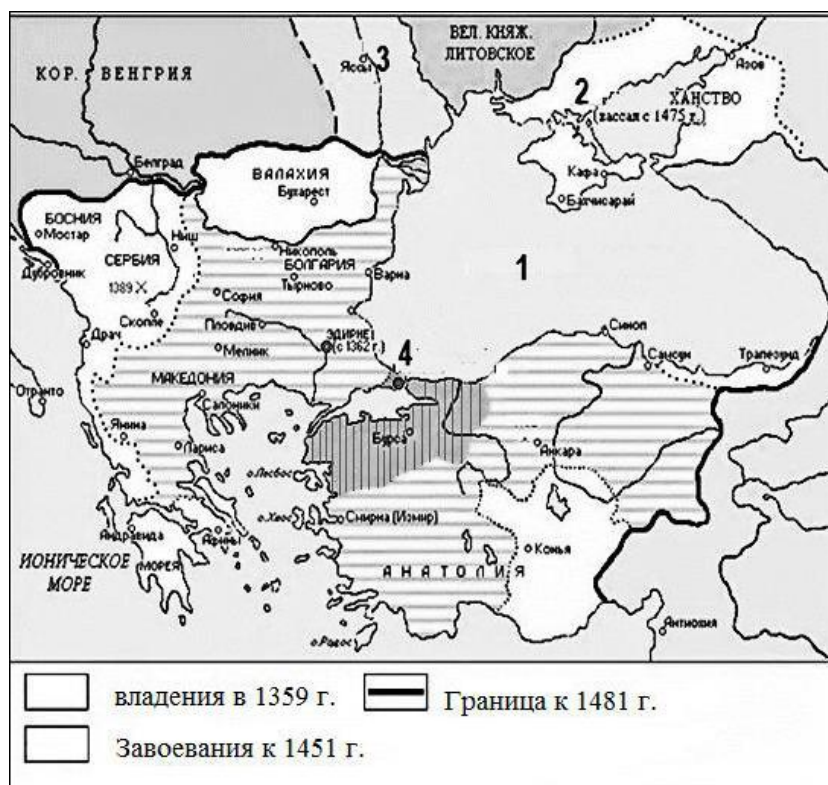 ВЕЛ. КНЯЖ.
ЛИТОВСКОЕ
КОР. ВЕНГРИЯ
3
Яссы
Азов
2
ХАНСТВО
(вассал с 1475 г.)
Белград
ВАЛАХИЯ
Бухарест
Кафа
Бахчисарай
БОСНИЯ
Мостар
Ниш
Никополь
Дубровник
СЕРБИЯ
БОЛГАРИЯ
Варна
1
1389 X
Тырново
София
Скопле
Пловдив
ЭДИРНЕ
(с 1362 г.)
Синоп
Драч
Мелник
4
Самсун
Трапезунд
МАКЕДОНИЯ
Отранто
Салоники
Бурса
Янина
Лариса
Анкара
о.Лесбос
о.Хиос
Смирна (Измир)
Андравида
Афины
Конья
ИОНИЧЕСКОЕ
МОРЕ
МОРЕЯ
АНАТОЛИЯ
о.Родос
Антиохия
владения в 1359 г.
Граница к 1481 г.
Завоевания к 1451 г.